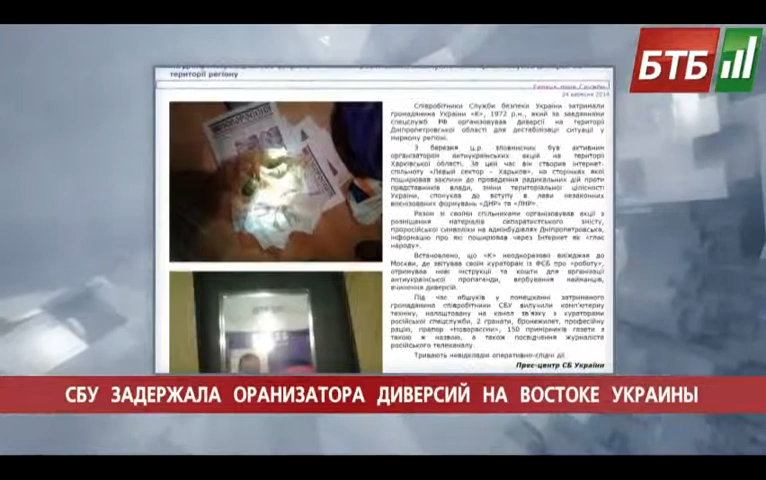 БТБ
території регіону
24 вересня 2014
Співробітники Служби безпеки України затримали
громадянина України «К», 1972 р.н., який за завданнями
спецслужб РФ організовував диверсії на території
Дніпропетровської області для дестабілізації ситуації у
мирному регіоні.
З березня ц.р. зловмисник був активним
організатором антиукраїнських акцій на території
Харківської області. За цей час він створив інтернет-
спільноту «Левый сектор – Харьков», на сторінках якої
поширював заклики до проведення радикальних дій проти
представників влади, зміни територіальної цілісності
України, спонукав до вступу в лави незаконних
воєнізованих формувань «ДНР» та «ЛНР».
Разом зі своїми спільниками організовував акції з
розміщення матеріалів сепаратистського змісту,
проросійської символіки на адмінбудівлях Дніпропетровська,
інформацію про які поширював через Інтернет як «глас
народу».
Встановлено, що «К» неодноразово виїжджав до
Москви, де звітував своїм кураторам із ФСБ про «роботу»,
отримував нові інструкції та кошти для організації
антиукраїнської пропаганди, вербування найманців,
вчинення диверсій.
Під час обшуків у помешканні затриманого
громадянина співробітники СБУ вилучили комп'ютерну
техніку, налаштовану на канал зв'язку з кураторами
російської спецслужби, 2 гранати, бронежилет, професійну
рацію, прапор «Новороссии», 150 примірників газети з
такою ж назвою, а також посвідчення журналіста
російського телеканалу.
Тривають невідкладні оперативно-слідчі дії.
Прес-центр СБ України
СБУ ЗАДЕРЖАЛА ОРАНИЗАТОРА ДИВЕРСИЙ НА ВОСТОКЕ УКРАИНЫ